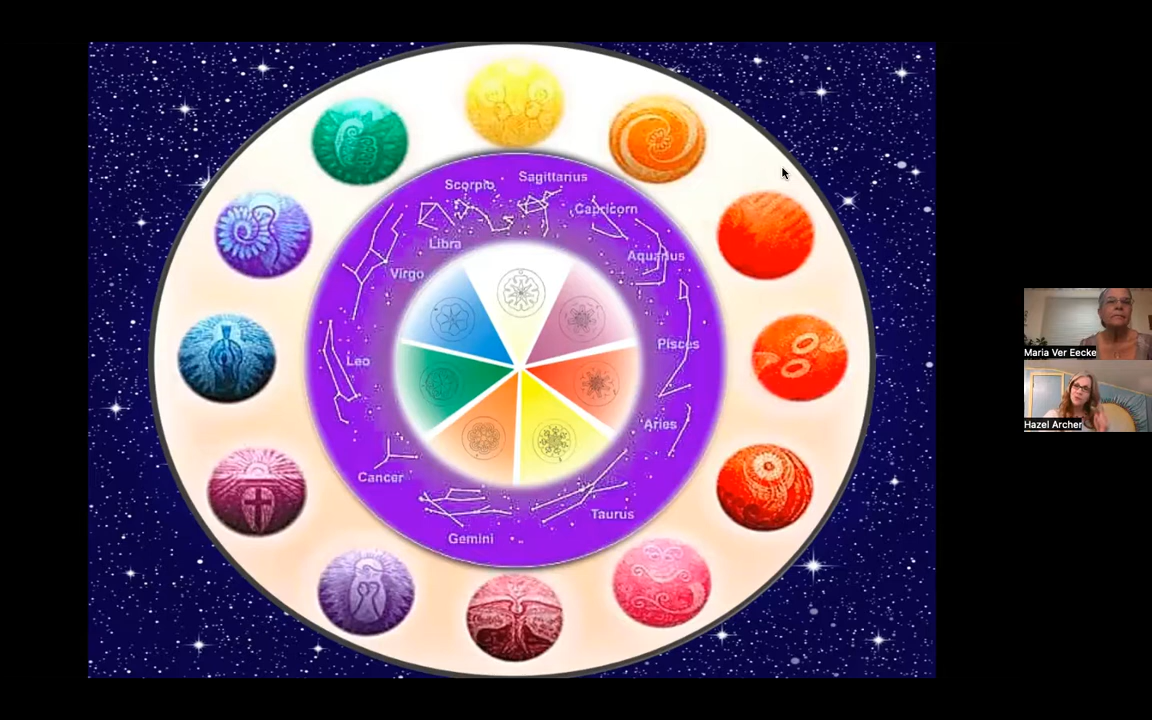 Sagittarius
Scorpio
Capricorn
Libra
Aquarius
Virgo
Pisces
Leo
Aries
Cancer
Taurus
Gemini
Maria Ver Eecke
Hazel Archer